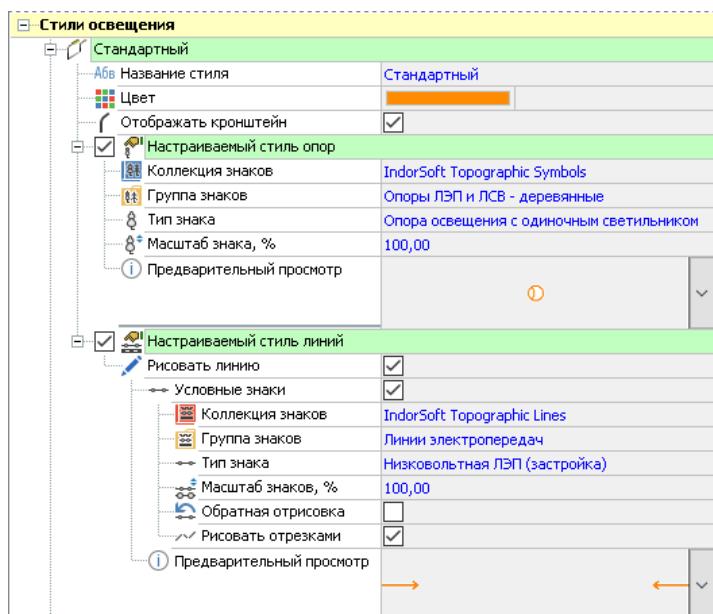 Стили освещения
Стандартный
Абв Название стиля Стандартный
Цвет
Отображать кронштейн
Настраиваемый стиль опор
Коллекция знаков IndorSoft Topographic Symbols
Группа знаков Опоры ЛЭП и ЛСВ - деревянные
Тип знака Опора освещения с одиночным светильником
Масштаб знака, % 100,00
Предварительный просмотр
Настраиваемый стиль линий
Рисовать линию
Условные знаки
Коллекция знаков IndorSoft Topographic Lines
Группа знаков Линии электропередач
Тип знака Низковольтная ЛЭП (застройка)
Масштаб знаков, % 100,00
Обратная отрисовка
Рисовать отрезками
Предварительный просмотр